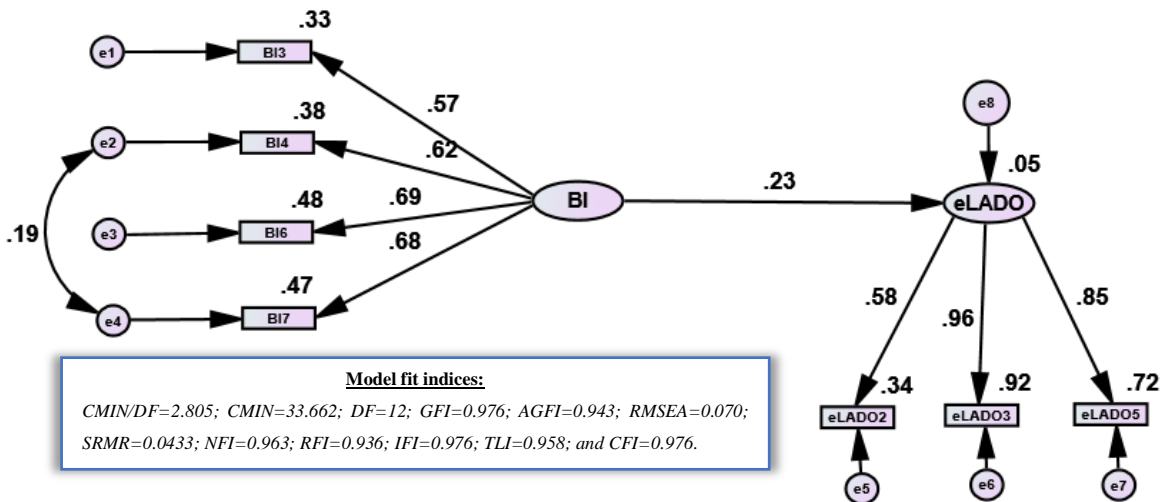 .33
e1
BI3
.57
e8
.38
e2
BI4
.62
.05
.48
.69
BI
.23
eLADO
.19
e3
BI6
.68
.47
e4
BI7
.58
.96
.85
.34
.92
.72
eLADO2
eLADO3
eLADO5
e5
e6
e7
Model fit indices:
CMIN/DF=2.805; CMIN=33.662; DF=12; GFI=0.976; AGFI=0.943; RMSEA=0.070;
SRMR=0.0433; NFI=0.963; RFI=0.936; IFI=0.976; TLI=0.958; and CFI=0.976.